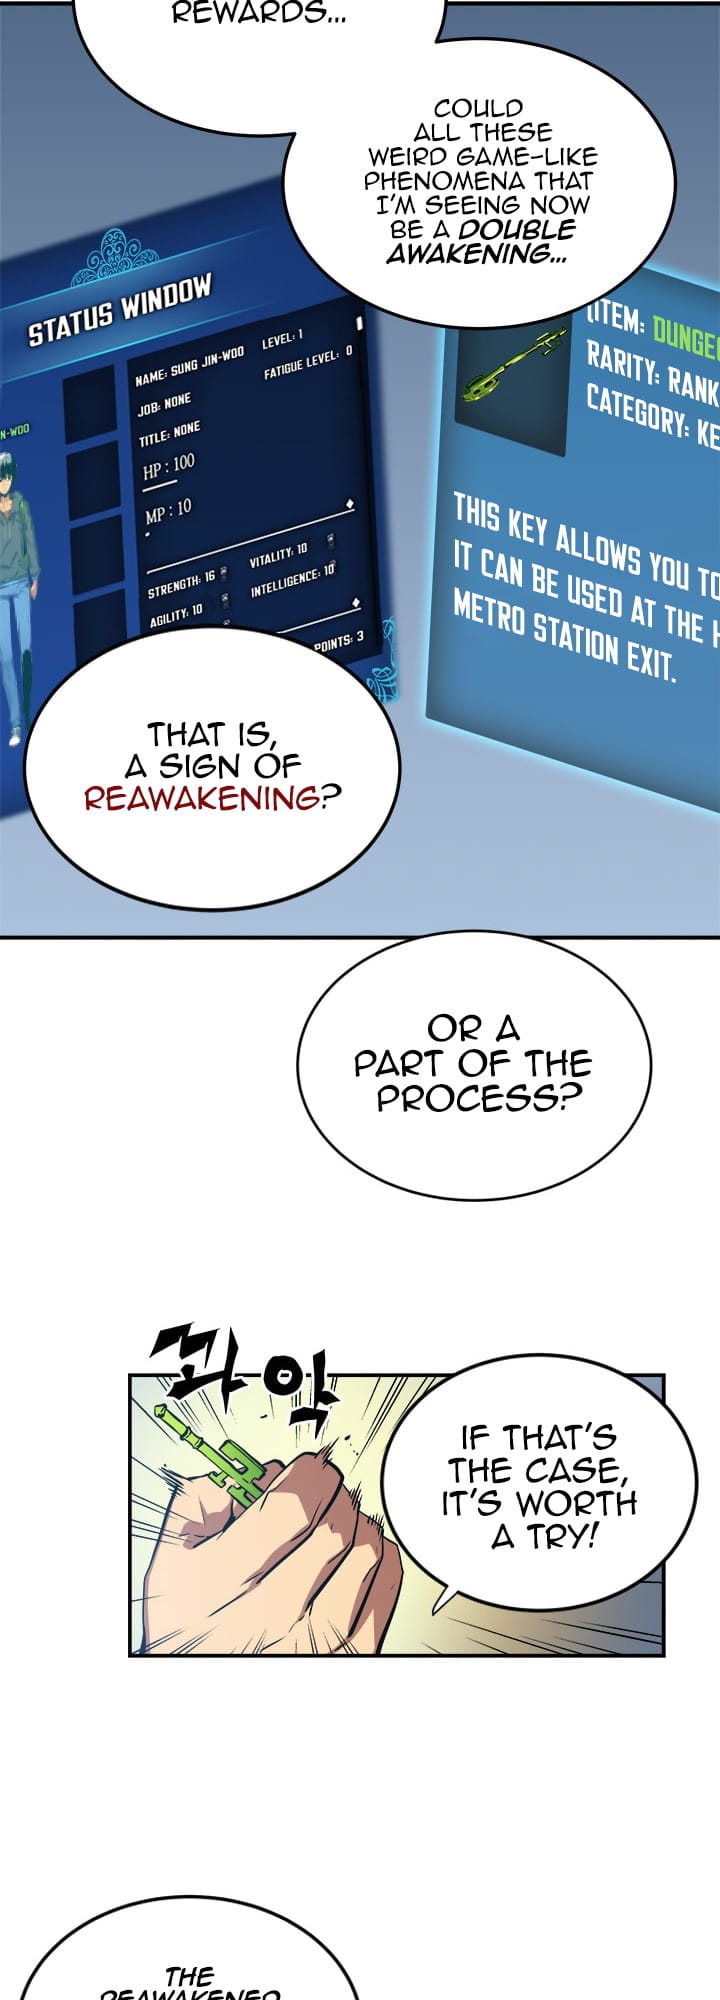 REWARDS...
COULD
ALL THESE
WEIRD GAME-LIKE
PHENOMENA THAT
I'M SEEING NOW
BE A DOUBLE
AWAKENING...
STATUS WINDOW
N-WOO
NAME: SUNG JIN-WOO
LEVEL: 1
JOB: NONE
FATIGUE LEVEL: 0
TITLE: NONE
HP : 100
MP : 10
STRENGTH: 16
VITALITY: 10
AGILITY: 10
INTELLIGENCE: 10
POINTS: 3
ITEM: DUNGE
RARITY: RANK
CATEGORY: KE
THIS KEY ALLOWS YOU TO
IT CAN BE USED AT THE H
METRO STATION EXIT.
THAT IS,
A SIGN OF
REAWAKENING?
OR A
PART OF THE
PROCESS?
콰악
IF THAT'S
THE CASE,
IT'S WORTH
A TRY!
THE
REAWAKENED